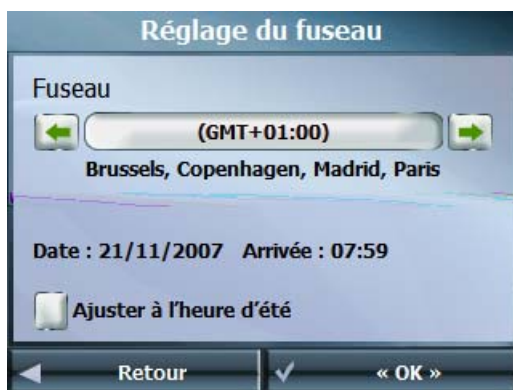 Réglage du fuseau
Fuseau
(GMT+01:00)
Brussels, Copenhagen, Madrid, Paris
Date : 21/11/2007 Arrivée : 07:59
Ajuster à l'heure d'été
Retour « OK »